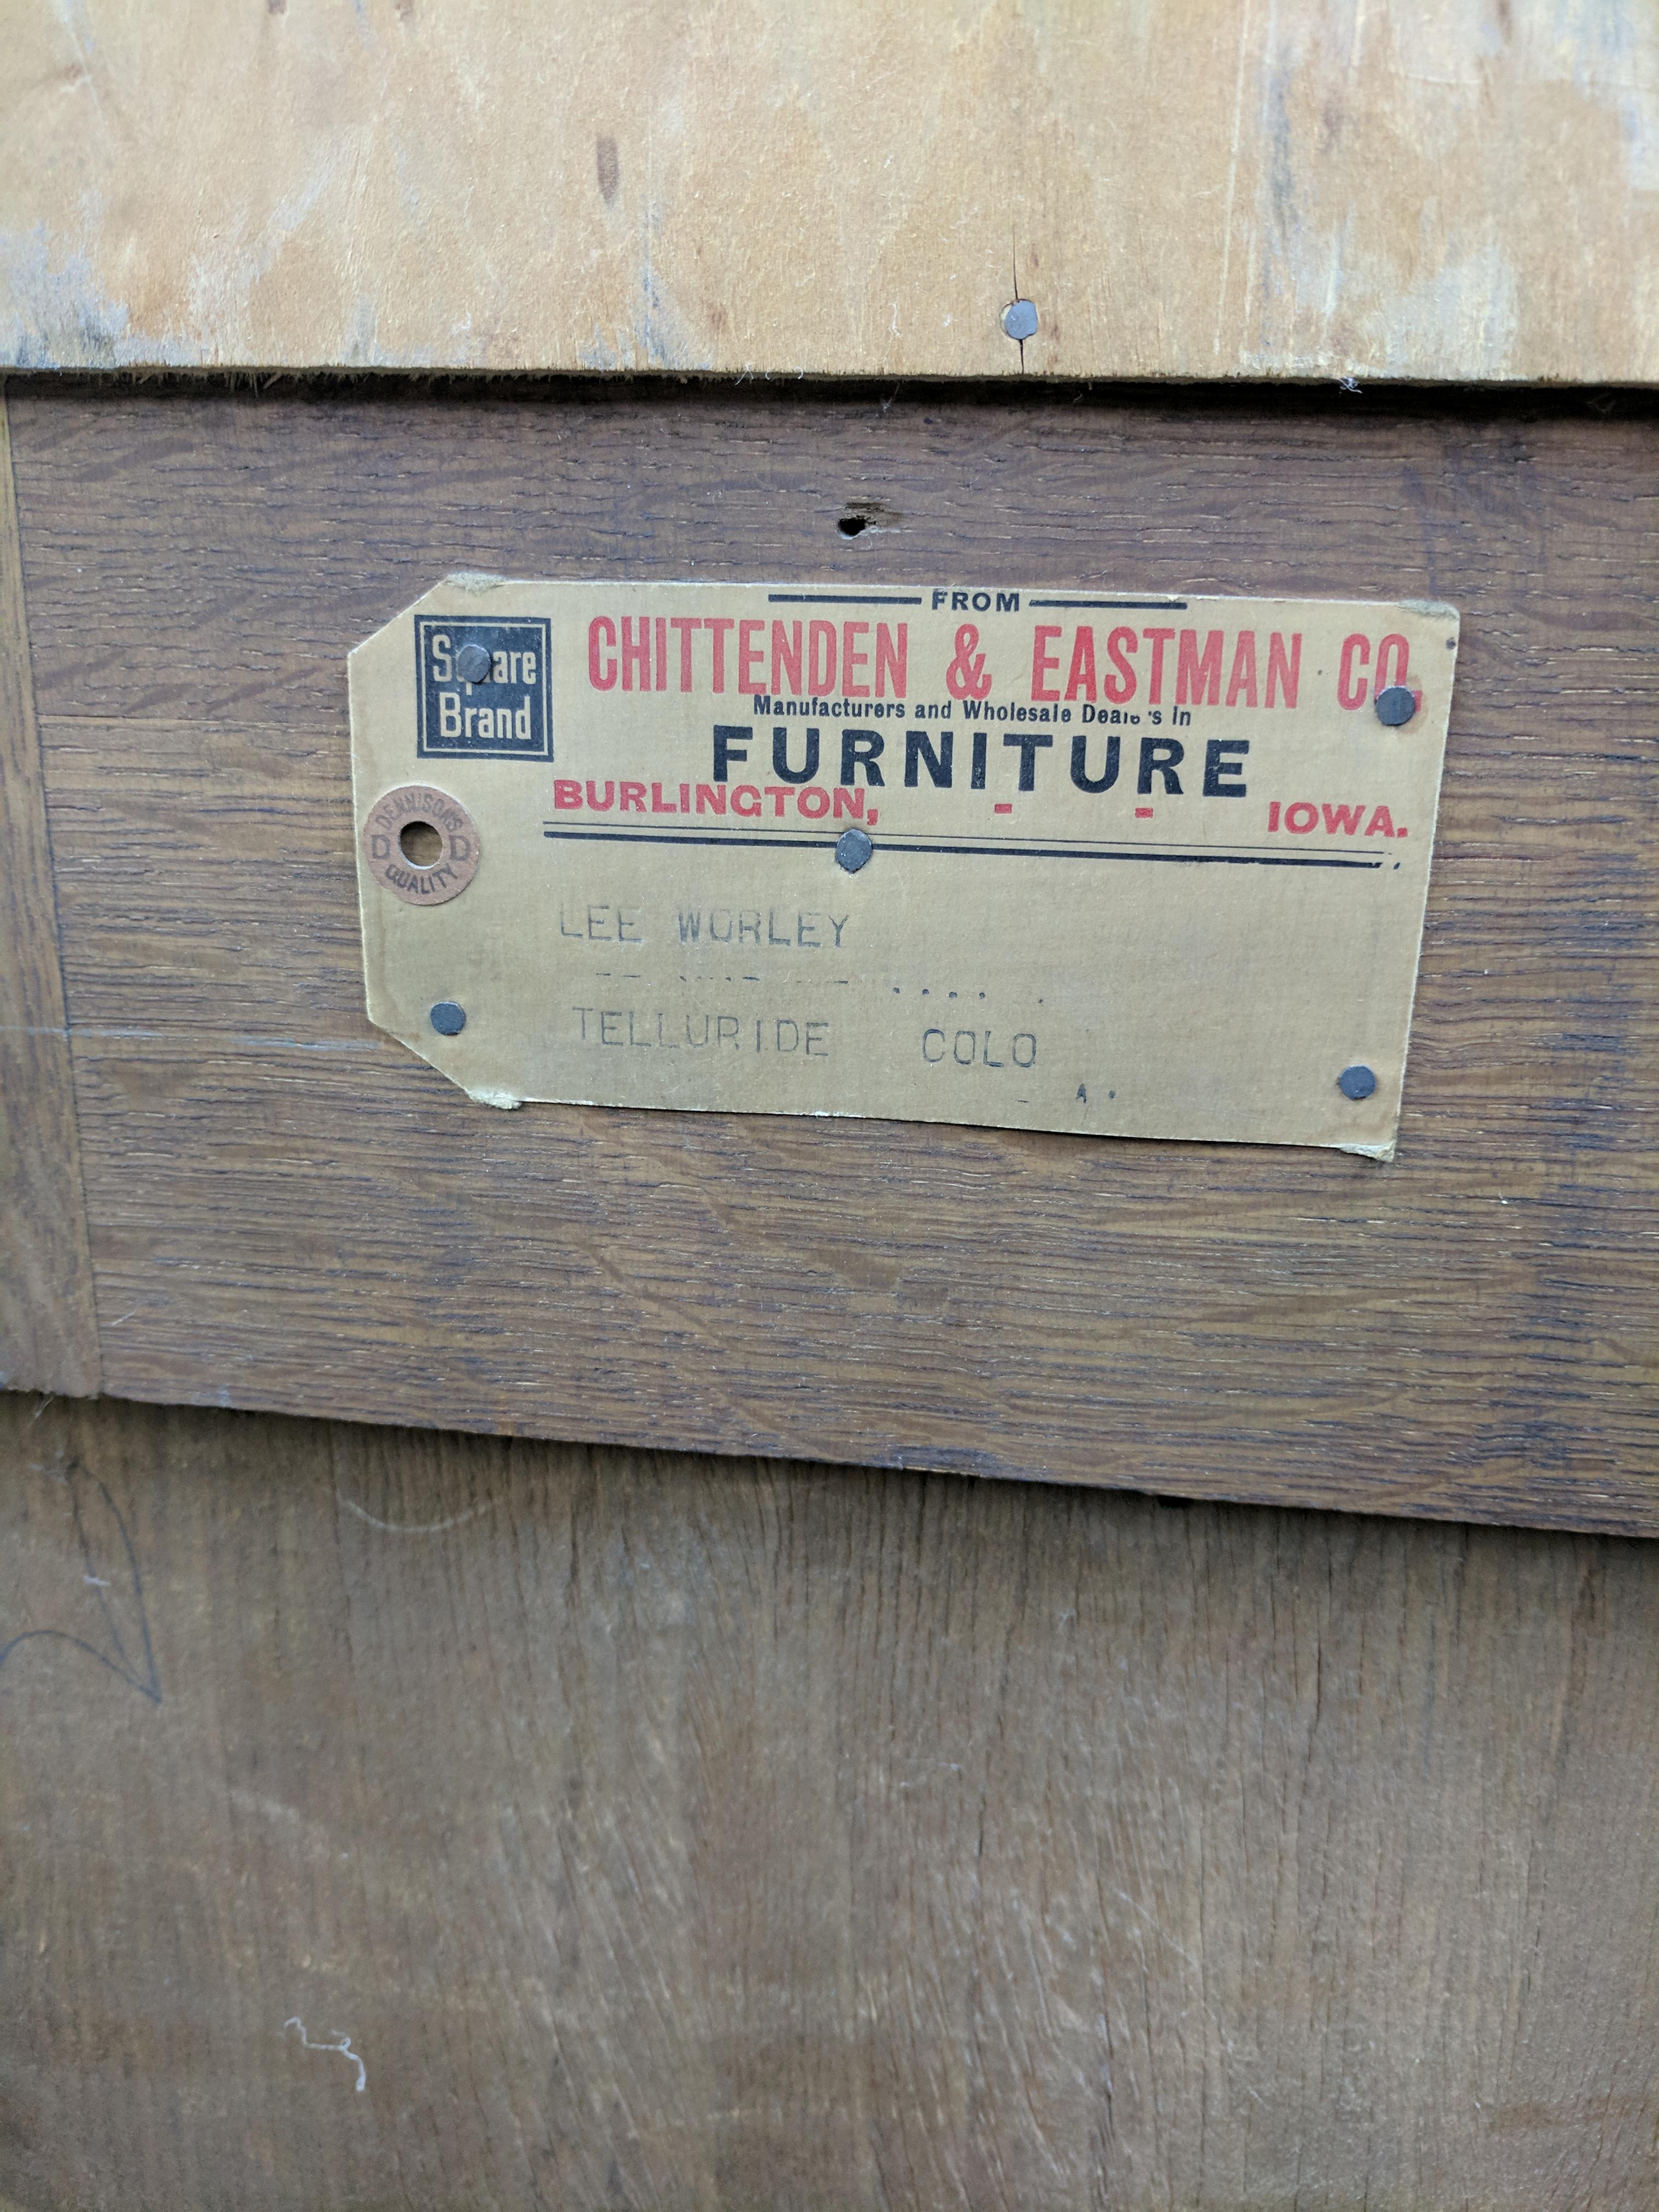 FROM
CHITTENDEN & EASTMAN CO.
Manufacturers and Wholesale Dealers in
FURNITURE
BURLINGTON, - - IOWA.
Square
Brand
DENNISON'S
D D
QUALITY
LEE WORLEY
TELLURIDE COLO